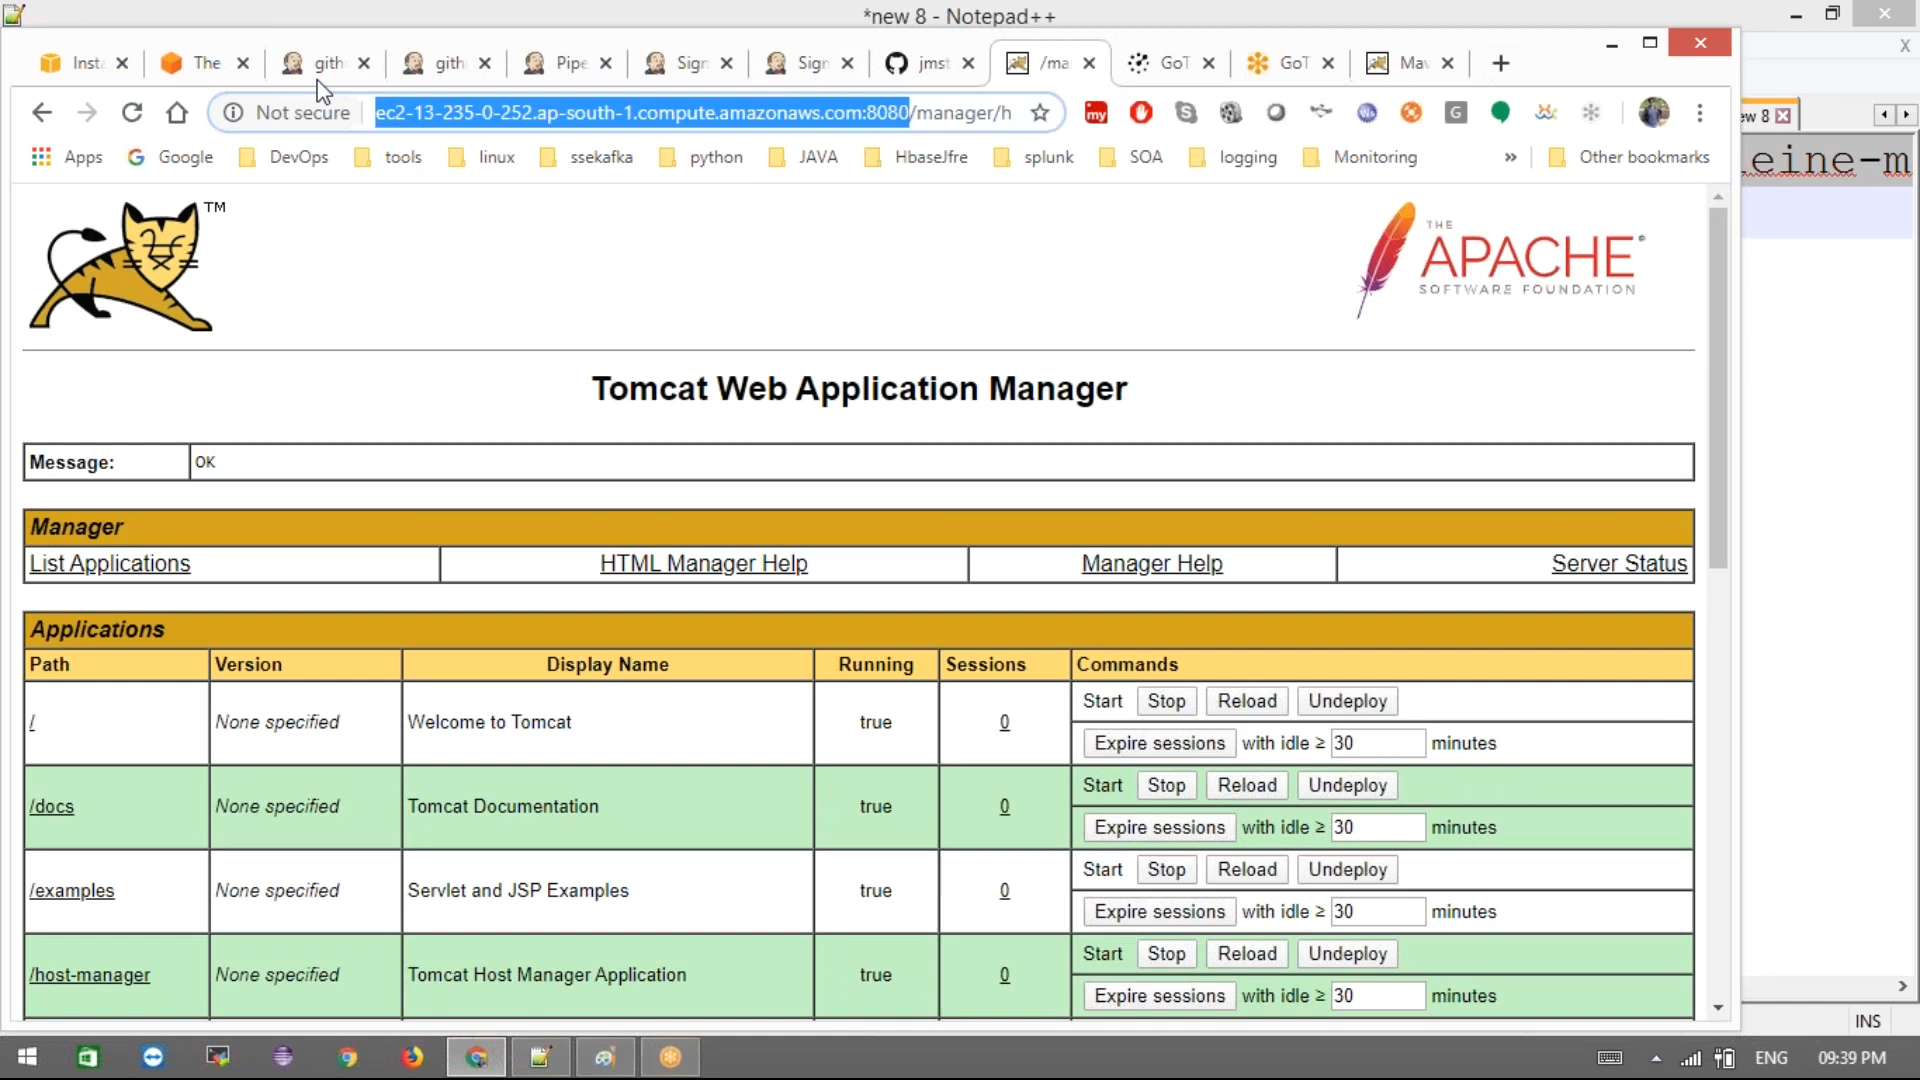 *new 8 - Notepad++
X
Inst
The
gith
gith
Pipe
Sign
Sign
jmst
/ma
GoT
GoT
Mav
Not secure
ec2-13-235-0-252.ap-south-1.compute.amazonaws.com:8080/manager/h
my
G
ew 8
Apps
Google
DevOps
tools
linux
ssekafka
python
JAVA
HbaseJfre
splunk
SOA
logging
Monitoring
»
Other bookmarks
eine-m
TM
THE
APACHE
SOFTWARE FOUNDATION
Tomcat Web Application Manager
Message: OK
Manager
List Applications HTML Manager Help Manager Help Server Status
Applications
Path Version Display Name Running Sessions Commands
/ None specified Welcome to Tomcat true 0 Start Stop Reload Undeploy
Expire sessions with idle ≥ 30 minutes
/docs None specified Tomcat Documentation true 0 Start Stop Reload Undeploy
Expire sessions with idle ≥ 30 minutes
/examples None specified Servlet and JSP Examples true 0 Start Stop Reload Undeploy
Expire sessions with idle ≥ 30 minutes
/host-manager None specified Tomcat Host Manager Application true 0 Start Stop Reload Undeploy
Expire sessions with idle ≥ 30 minutes
INS
ENG
09:39 PM